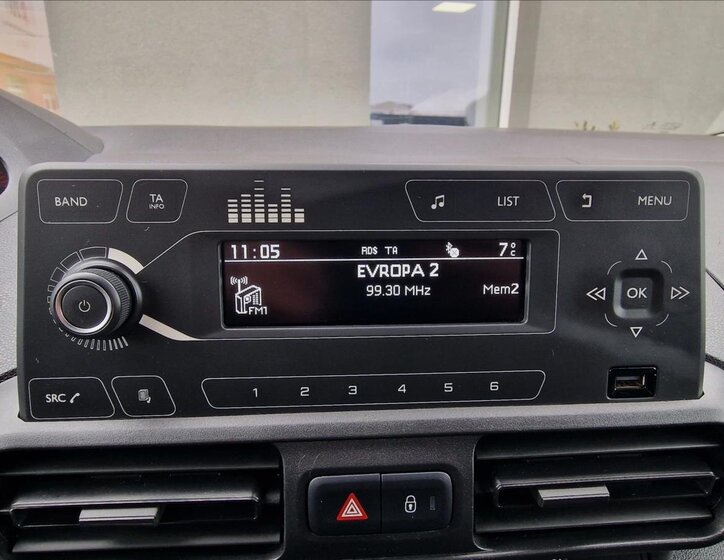 BAND
TA
INFO
LIST
MENU
11:05 RDS TA 7°C
EVROPA 2
99.30 MHz
Mem2
FM1
OK
SRC
1 2 3 4 5 6